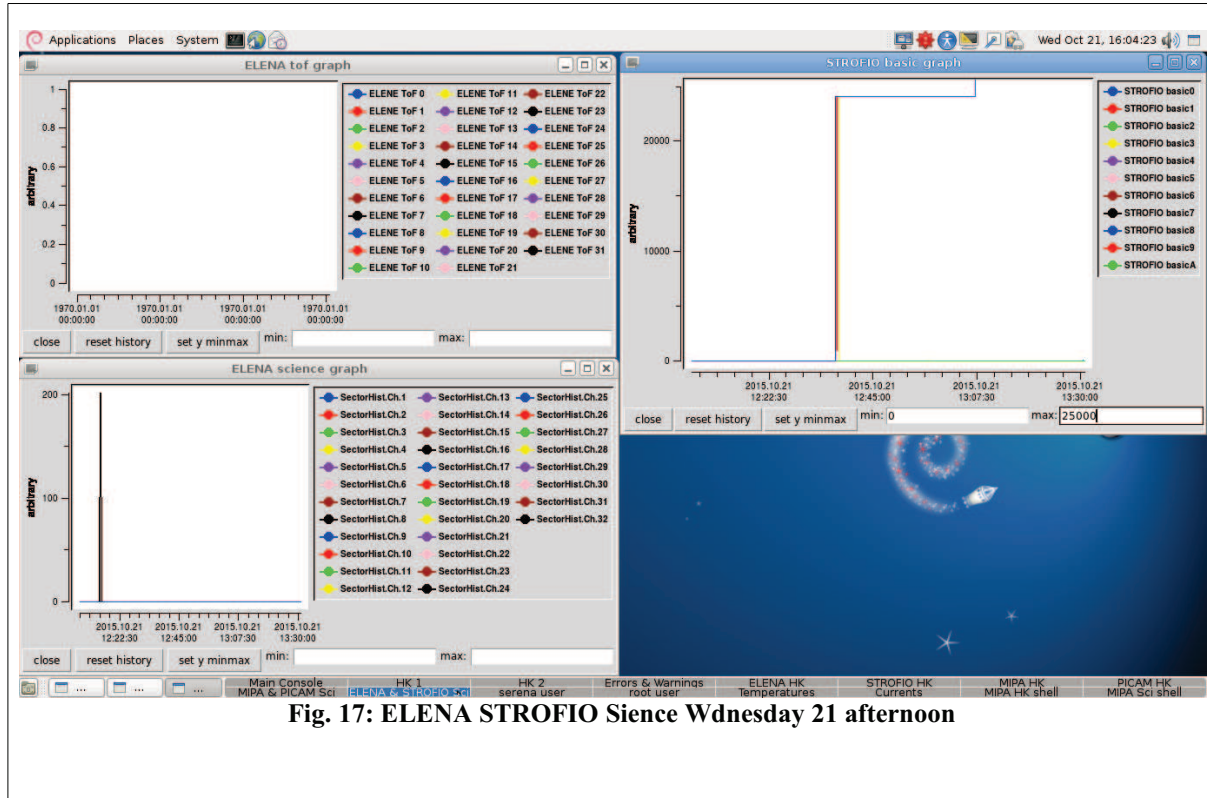 Applications Places System Wed Oct 21, 16:04:23
ELENA tof graph
1
0.8
0.6
0.4
0.2
0
arbitrary
ELENE ToF 0 ELENE ToF 11 ELENE ToF 22
ELENE ToF 1 ELENE ToF 12 ELENE ToF 23
ELENE ToF 2 ELENE ToF 13 ELENE ToF 24
ELENE ToF 3 ELENE ToF 14 ELENE ToF 25
ELENE ToF 4 ELENE ToF 15 ELENE ToF 26
ELENE ToF 5 ELENE ToF 16 ELENE ToF 27
ELENE ToF 6 ELENE ToF 17 ELENE ToF 28
ELENE ToF 7 ELENE ToF 18 ELENE ToF 29
ELENE ToF 8 ELENE ToF 19 ELENE ToF 30
ELENE ToF 9 ELENE ToF 20 ELENE ToF 31
ELENE ToF 10 ELENE ToF 21
1970.01.01 1970.01.01 1970.01.01 1970.01.01
00:00:00 00:00:00 00:00:00 00:00:00
close reset history set y minmax min: max:
STROFIO basic graph
20000
10000
0
arbitrary
STROFIO basic0
STROFIO basic1
STROFIO basic2
STROFIO basic3
STROFIO basic4
STROFIO basic5
STROFIO basic6
STROFIO basic7
STROFIO basic8
STROFIO basic9
STROFIO basicA
2015.10.21 2015.10.21 2015.10.21 2015.10.21
12:22:30 12:45:00 13:07:30 13:30:00
close reset history set y minmax min: 0 max: 25000
ELENA science graph
200
100
0
arbitrary
SectorHist.Ch.1 SectorHist.Ch.13 SectorHist.Ch.25
SectorHist.Ch.2 SectorHist.Ch.14 SectorHist.Ch.26
SectorHist.Ch.3 SectorHist.Ch.15 SectorHist.Ch.27
SectorHist.Ch.4 SectorHist.Ch.16 SectorHist.Ch.28
SectorHist.Ch.5 SectorHist.Ch.17 SectorHist.Ch.29
SectorHist.Ch.6 SectorHist.Ch.18 SectorHist.Ch.30
SectorHist.Ch.7 SectorHist.Ch.19 SectorHist.Ch.31
SectorHist.Ch.8 SectorHist.Ch.20 SectorHist.Ch.32
SectorHist.Ch.9 SectorHist.Ch.21
SectorHist.Ch.10 SectorHist.Ch.22
SectorHist.Ch.11 SectorHist.Ch.23
SectorHist.Ch.12 SectorHist.Ch.24
2015.10.21 2015.10.21 2015.10.21 2015.10.21
12:22:30 12:45:00 13:07:30 13:30:00
close reset history set y minmax min: max:
... ... ...
Main Console HK 1 HK 2 Errors & Warnings ELENA HK STROFIO HK MIPA HK PICAM HK
MIPA & PICAM Sci ELENA & STROFIO Sci serena user root user Temperatures Currents MIPA HK shell MIPA Sci shell
Fig. 17: ELENA STROFIO Sience Wdnesday 21 afternoon